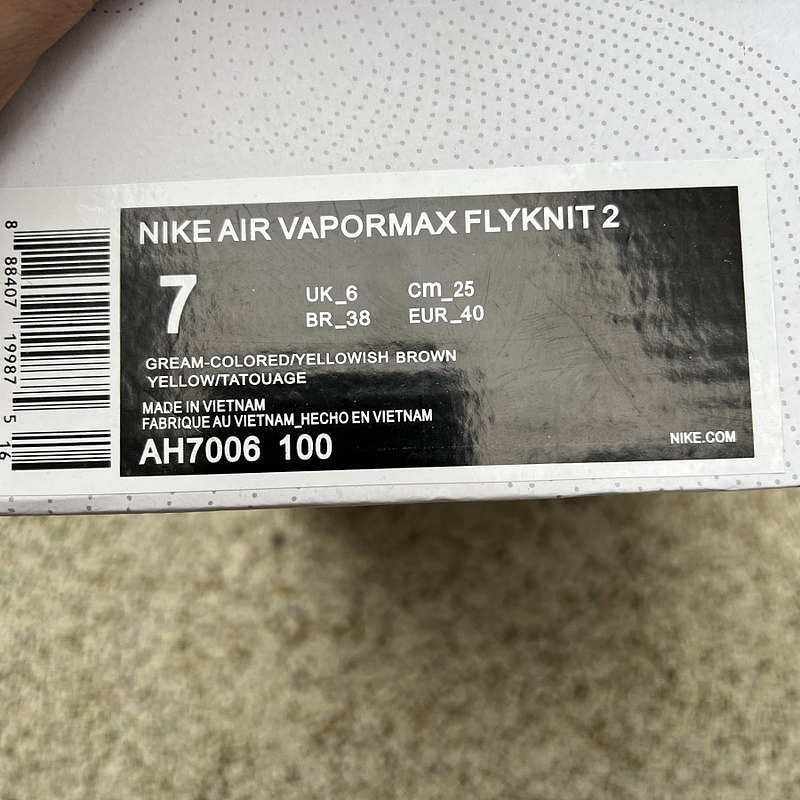 NIKE AIR VAPORMAX FLYKNIT 2
7
UK_6 cm_25
BR_38 EUR_40
GREAM-COLORED/YELLOWISH BROWN
YELLOW/TATOUAGE
MADE IN VIETNAM
FABRIQUE AU VIETNAM_HECHO EN VIETNAM
AH7006 100
NIKE.COM
8 88407 19987 5 16